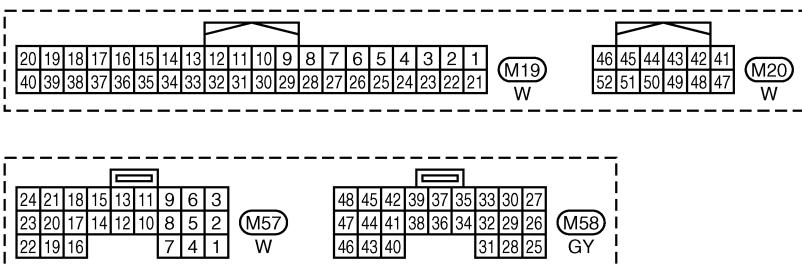 20 19 18 17 16 15 14 13 12 11 10 9 8 7 6 5 4 3 2 1
40 39 38 37 36 35 34 33 32 31 30 29 28 27 26 25 24 23 22 21
M19
W
46 45 44 43 42 41
52 51 50 49 48 47
M20
W
24 21 18 15 13 11 9 6 3
23 20 17 14 12 10 8 5 2
22 19 16 7 4 1
M57
W
48 45 42 39 37 35 33 30 27
47 44 41 38 36 34 32 29 26
46 43 40 31 28 25
M58
GY